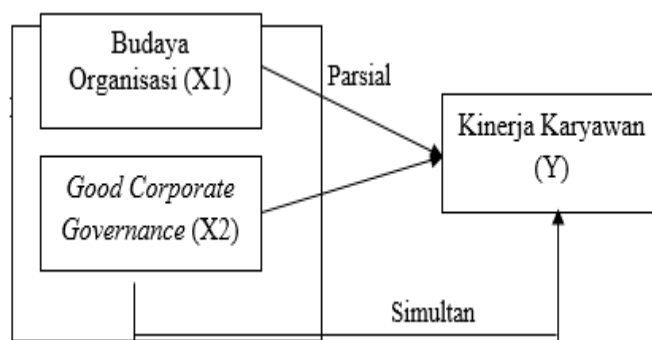 Budaya
Organisasi (X1)
Parsial
Kinerja Karyawan
(Y)
Good Corporate
Governance (X2)
Simultan